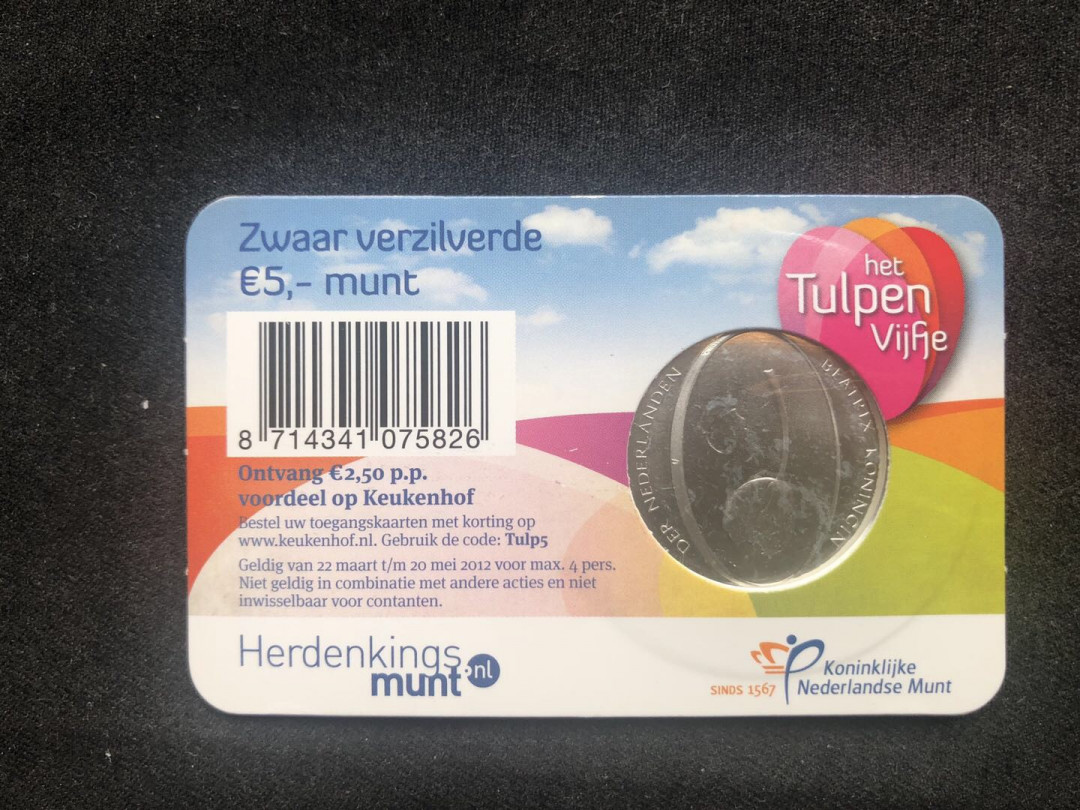 Zwaar verzilverde
€5,- munt
het
Tulpen
Vijfje
8 714341 075826
DER NEDERLANDEN
BEATRIX KONINGIN
Ontvang €2,50 p.p.
voordeel op Keukenhof
Bestel uw toegangskaarten met korting op
www.keukenhof.nl. Gebruik de code: Tulp5
Geldig van 22 maart t/m 20 mei 2012 voor max. 4 pers.
Niet geldig in combinatie met andere acties en niet
inwisselbaar voor contanten.
Herdenkings
munt.nl
SINDS 1567
Koninklijke
Nederlandse Munt